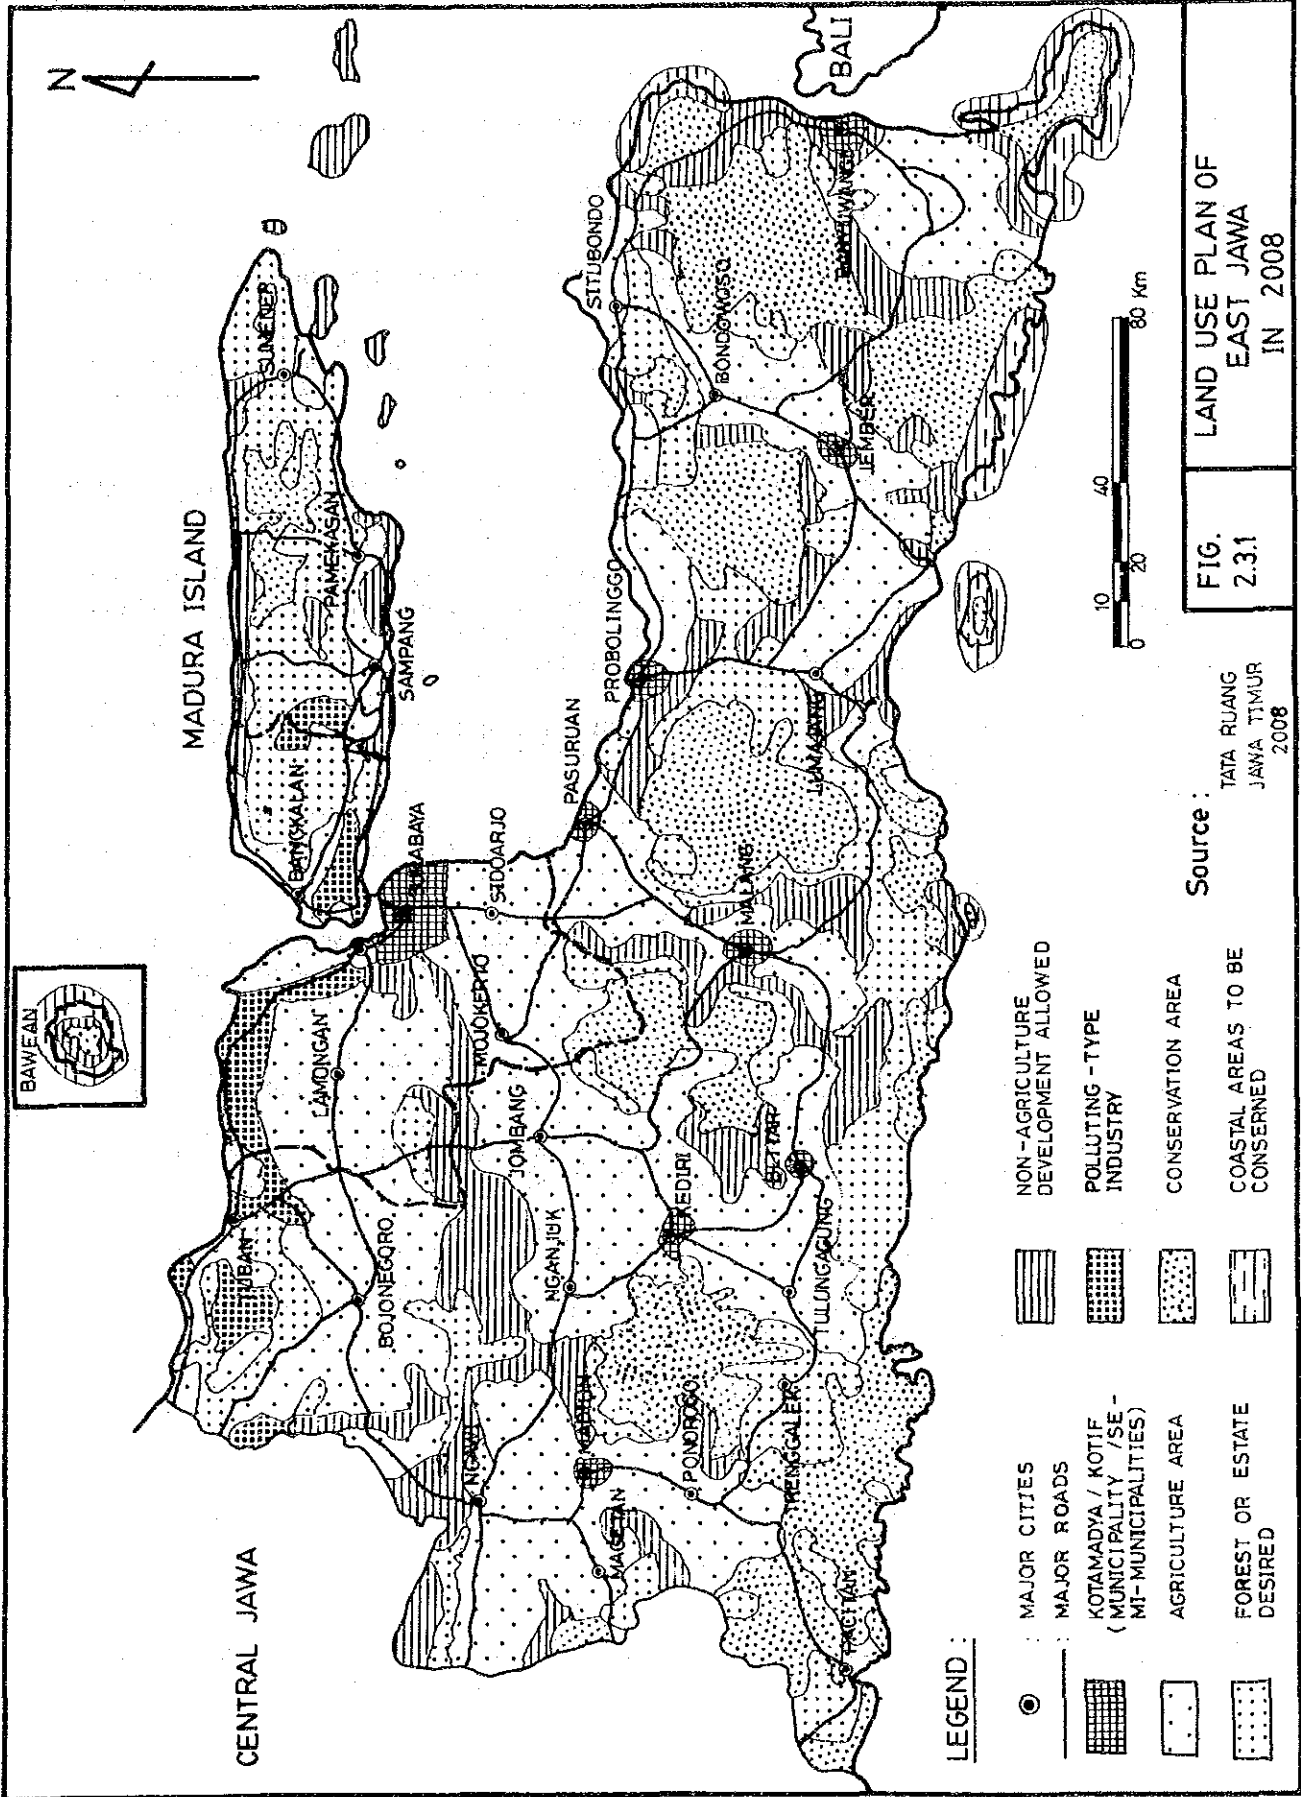 BAWEAN
N
MADURA ISLAND
CENTRAL JAWA
BALI
SUMENEP
PAMEKASAN
SAMPANG
BANGKALAN
SURABAYA
SIDOARJO
LAMONGAN
TUBAN
BOJONEGORO
MOJOKERTO
JOMBANG
NGANJUK
NGAWI
MADIUN
MAGETAN
PONOROGO
TRENGGALEK
PACITAN
TULUNGAGUNG
KEDIRI
BLITAR
MALANG
PASURUAN
PROBOLINGGO
LUMAJANG
JEMBER
BONDOWOSO
SITUBONDO
BANYUWANGI
0 10 20 40 80 Km
LEGEND :
: MAJOR CITIES
: MAJOR ROADS
KOTAMADYA / KOTIF
(MUNICIPALITY / SE-
MI-MUNICIPALITIES)
AGRICULTURE AREA
FOREST OR ESTATE
DESIRED
NON-AGRICULTURE
DEVELOPMENT ALLOWED
POLLUTING-TYPE
INDUSTRY
CONSERVATION AREA
COASTAL AREAS TO BE
CONSERNED
Source :
TATA RUANG
JAWA TIMUR
2008
FIG.
2.3.1
LAND USE PLAN OF
EAST JAWA
IN 2008